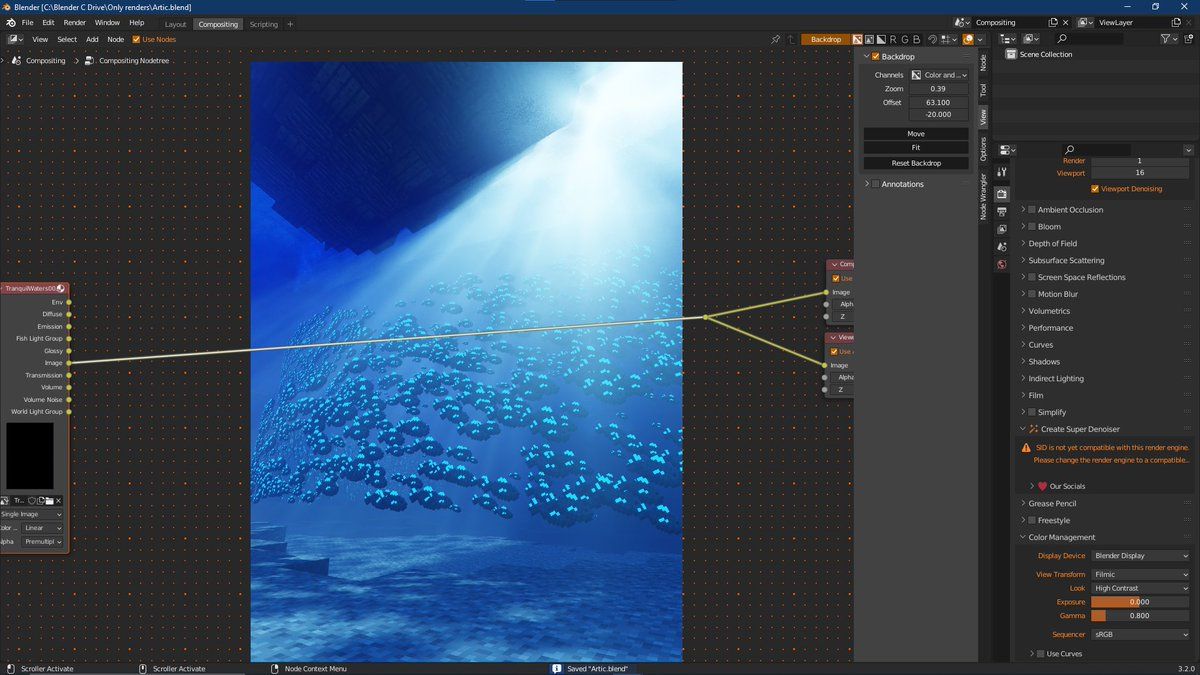 Blender [C:\Blender C Drive\Only renders\Artic.blend]
File Edit Render Window Help Layout Compositing Scripting + Compositing ViewLayer
View Select Add Node Use Nodes Backdrop R G B
Compositing > Compositing Nodetree
Scene Collection
Backdrop
Channels Color and ...
Zoom 0.39
Offset 63.100
-20.000
Move
Fit
Reset Backdrop
Annotations
Node
Tool
View
Options
Node Wrangler
Render 1
Viewport 16
Viewport Denoising
Ambient Occlusion
Bloom
Depth of Field
Subsurface Scattering
Screen Space Reflections
Motion Blur
Volumetrics
Performance
Curves
Shadows
Indirect Lighting
Film
Simplify
Create Super Denoiser
SID is not yet compatible with this render engine.
Please change the render engine to a compatible...
Our Socials
Grease Pencil
Freestyle
Color Management
Display Device Blender Display
View Transform Filmic
Look High Contrast
Exposure 0.000
Gamma 0.800
Sequencer sRGB
Use Curves
TranquilWaters00
Env
Diffuse
Emission
Fish Light Group
Glossy
Image
Transmission
Volume
Volume Noise
World Light Group
Tr...
Single Image
olor ... Linear
lpha Premultipl
Comp
Use
Image
Alph
Z
View
Use
Image
Alpha
Z
Scroller Activate Scroller Activate Node Context Menu Saved "Artic.blend" 3.2.0